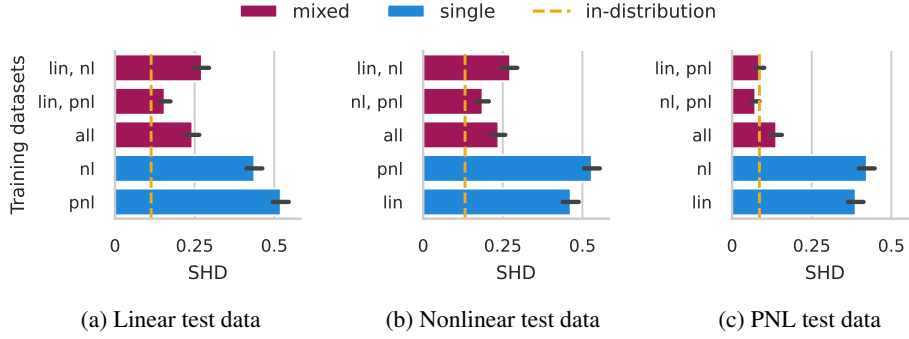 mixed single in-distribution
Training datasets
lin, nl
lin, pnl
all
nl
pnl
0 0.25 0.5
SHD
(a) Linear test data
lin, nl
nl, pnl
all
pnl
lin
0 0.25 0.5
SHD
(b) Nonlinear test data
lin, pnl
nl, pnl
all
nl
lin
0 0.25 0.5
SHD
(c) PNL test data